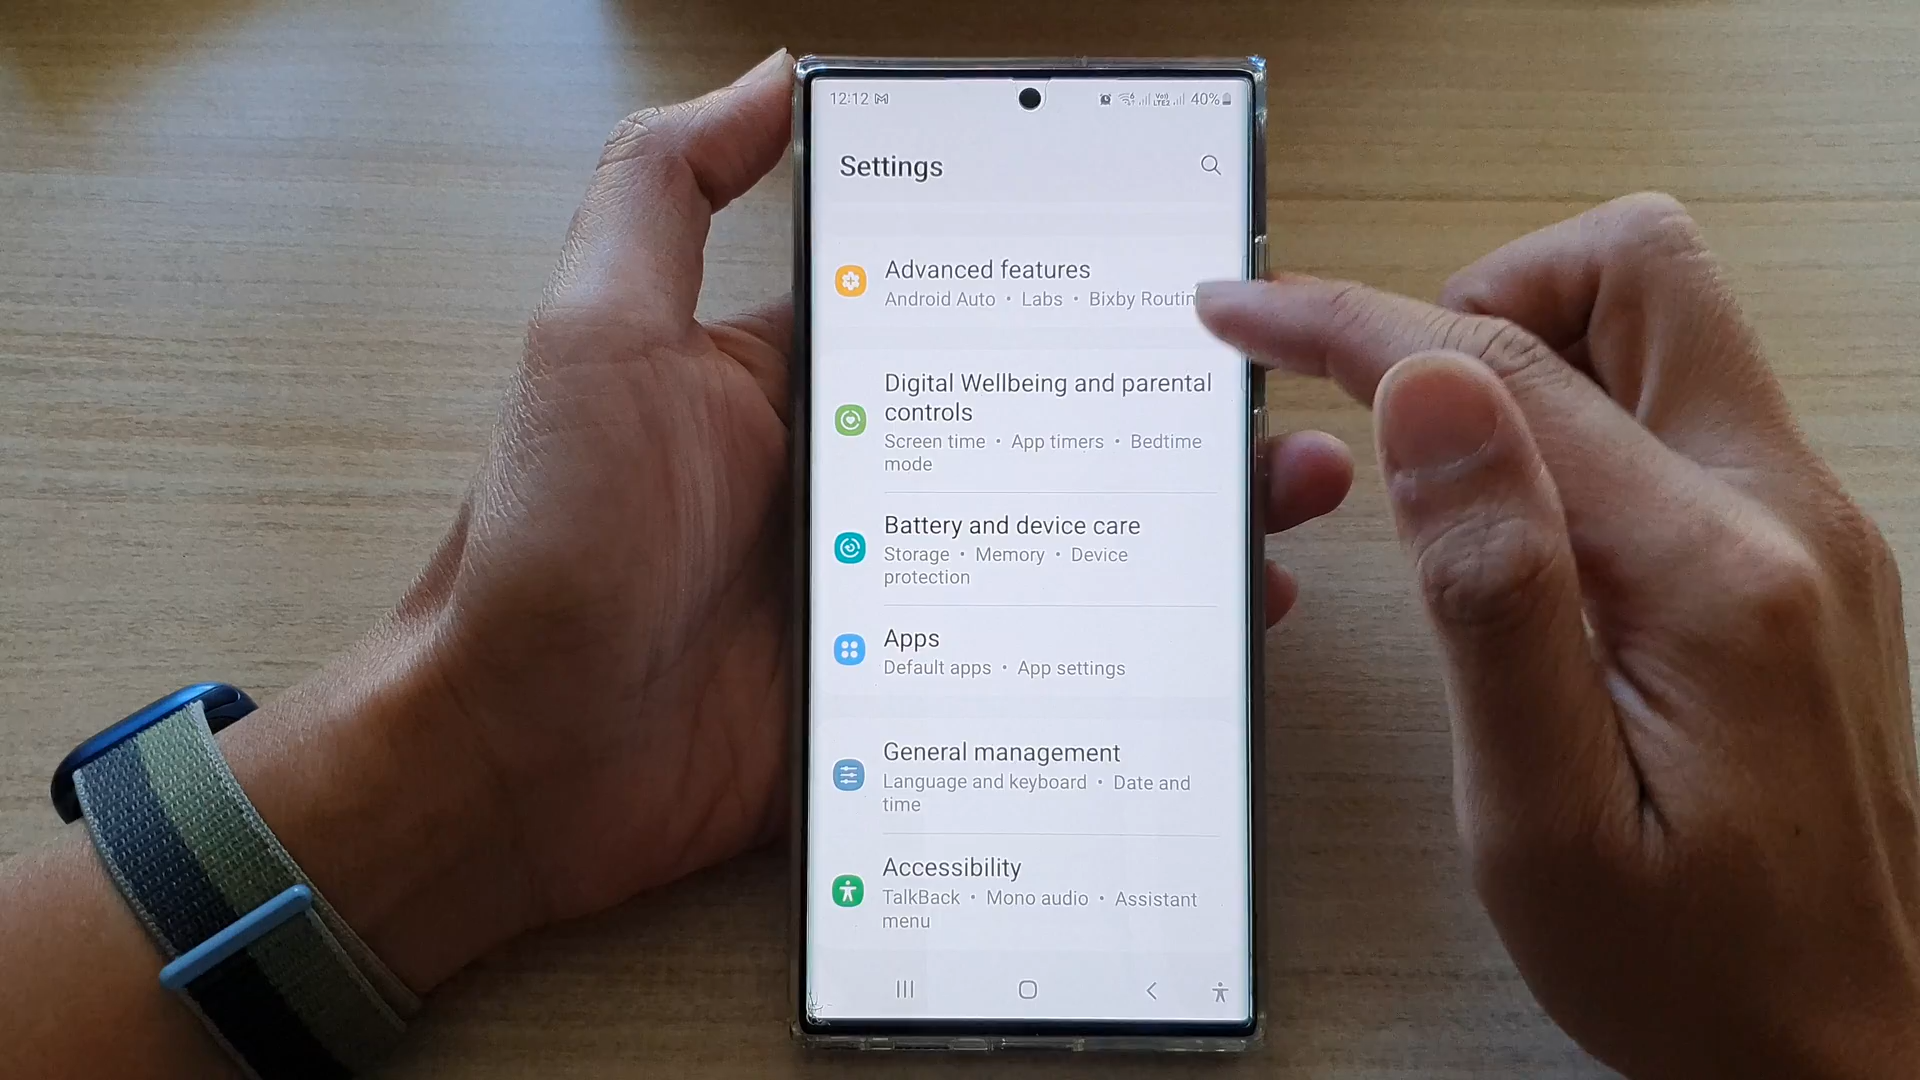 12:12 40%
Settings
Advanced features
Android Auto • Labs • Bixby Routin
Digital Wellbeing and parental
controls
Screen time • App timers • Bedtime
mode
Battery and device care
Storage • Memory • Device
protection
Apps
Default apps • App settings
General management
Language and keyboard • Date and
time
Accessibility
TalkBack • Mono audio • Assistant
menu